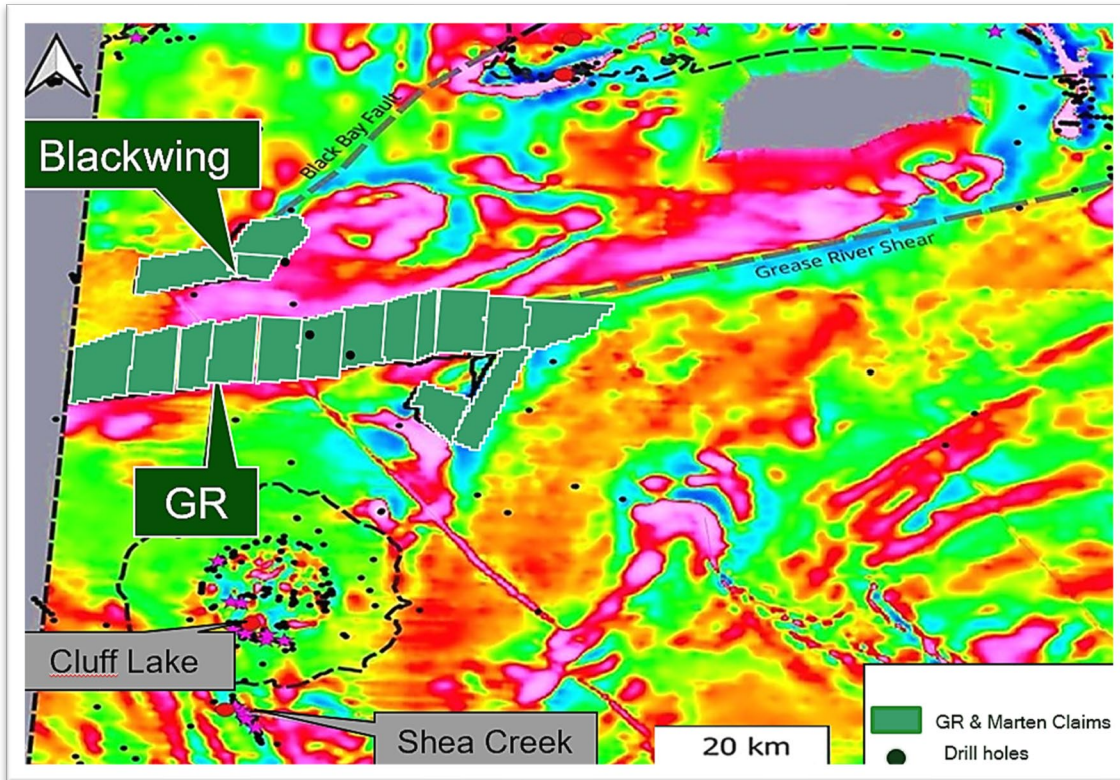 Black Bay Fault
Blackwing
Grease River Shear
GR
Cluff Lake
Shea Creek
20 km
GR & Marten Claims
Drill holes